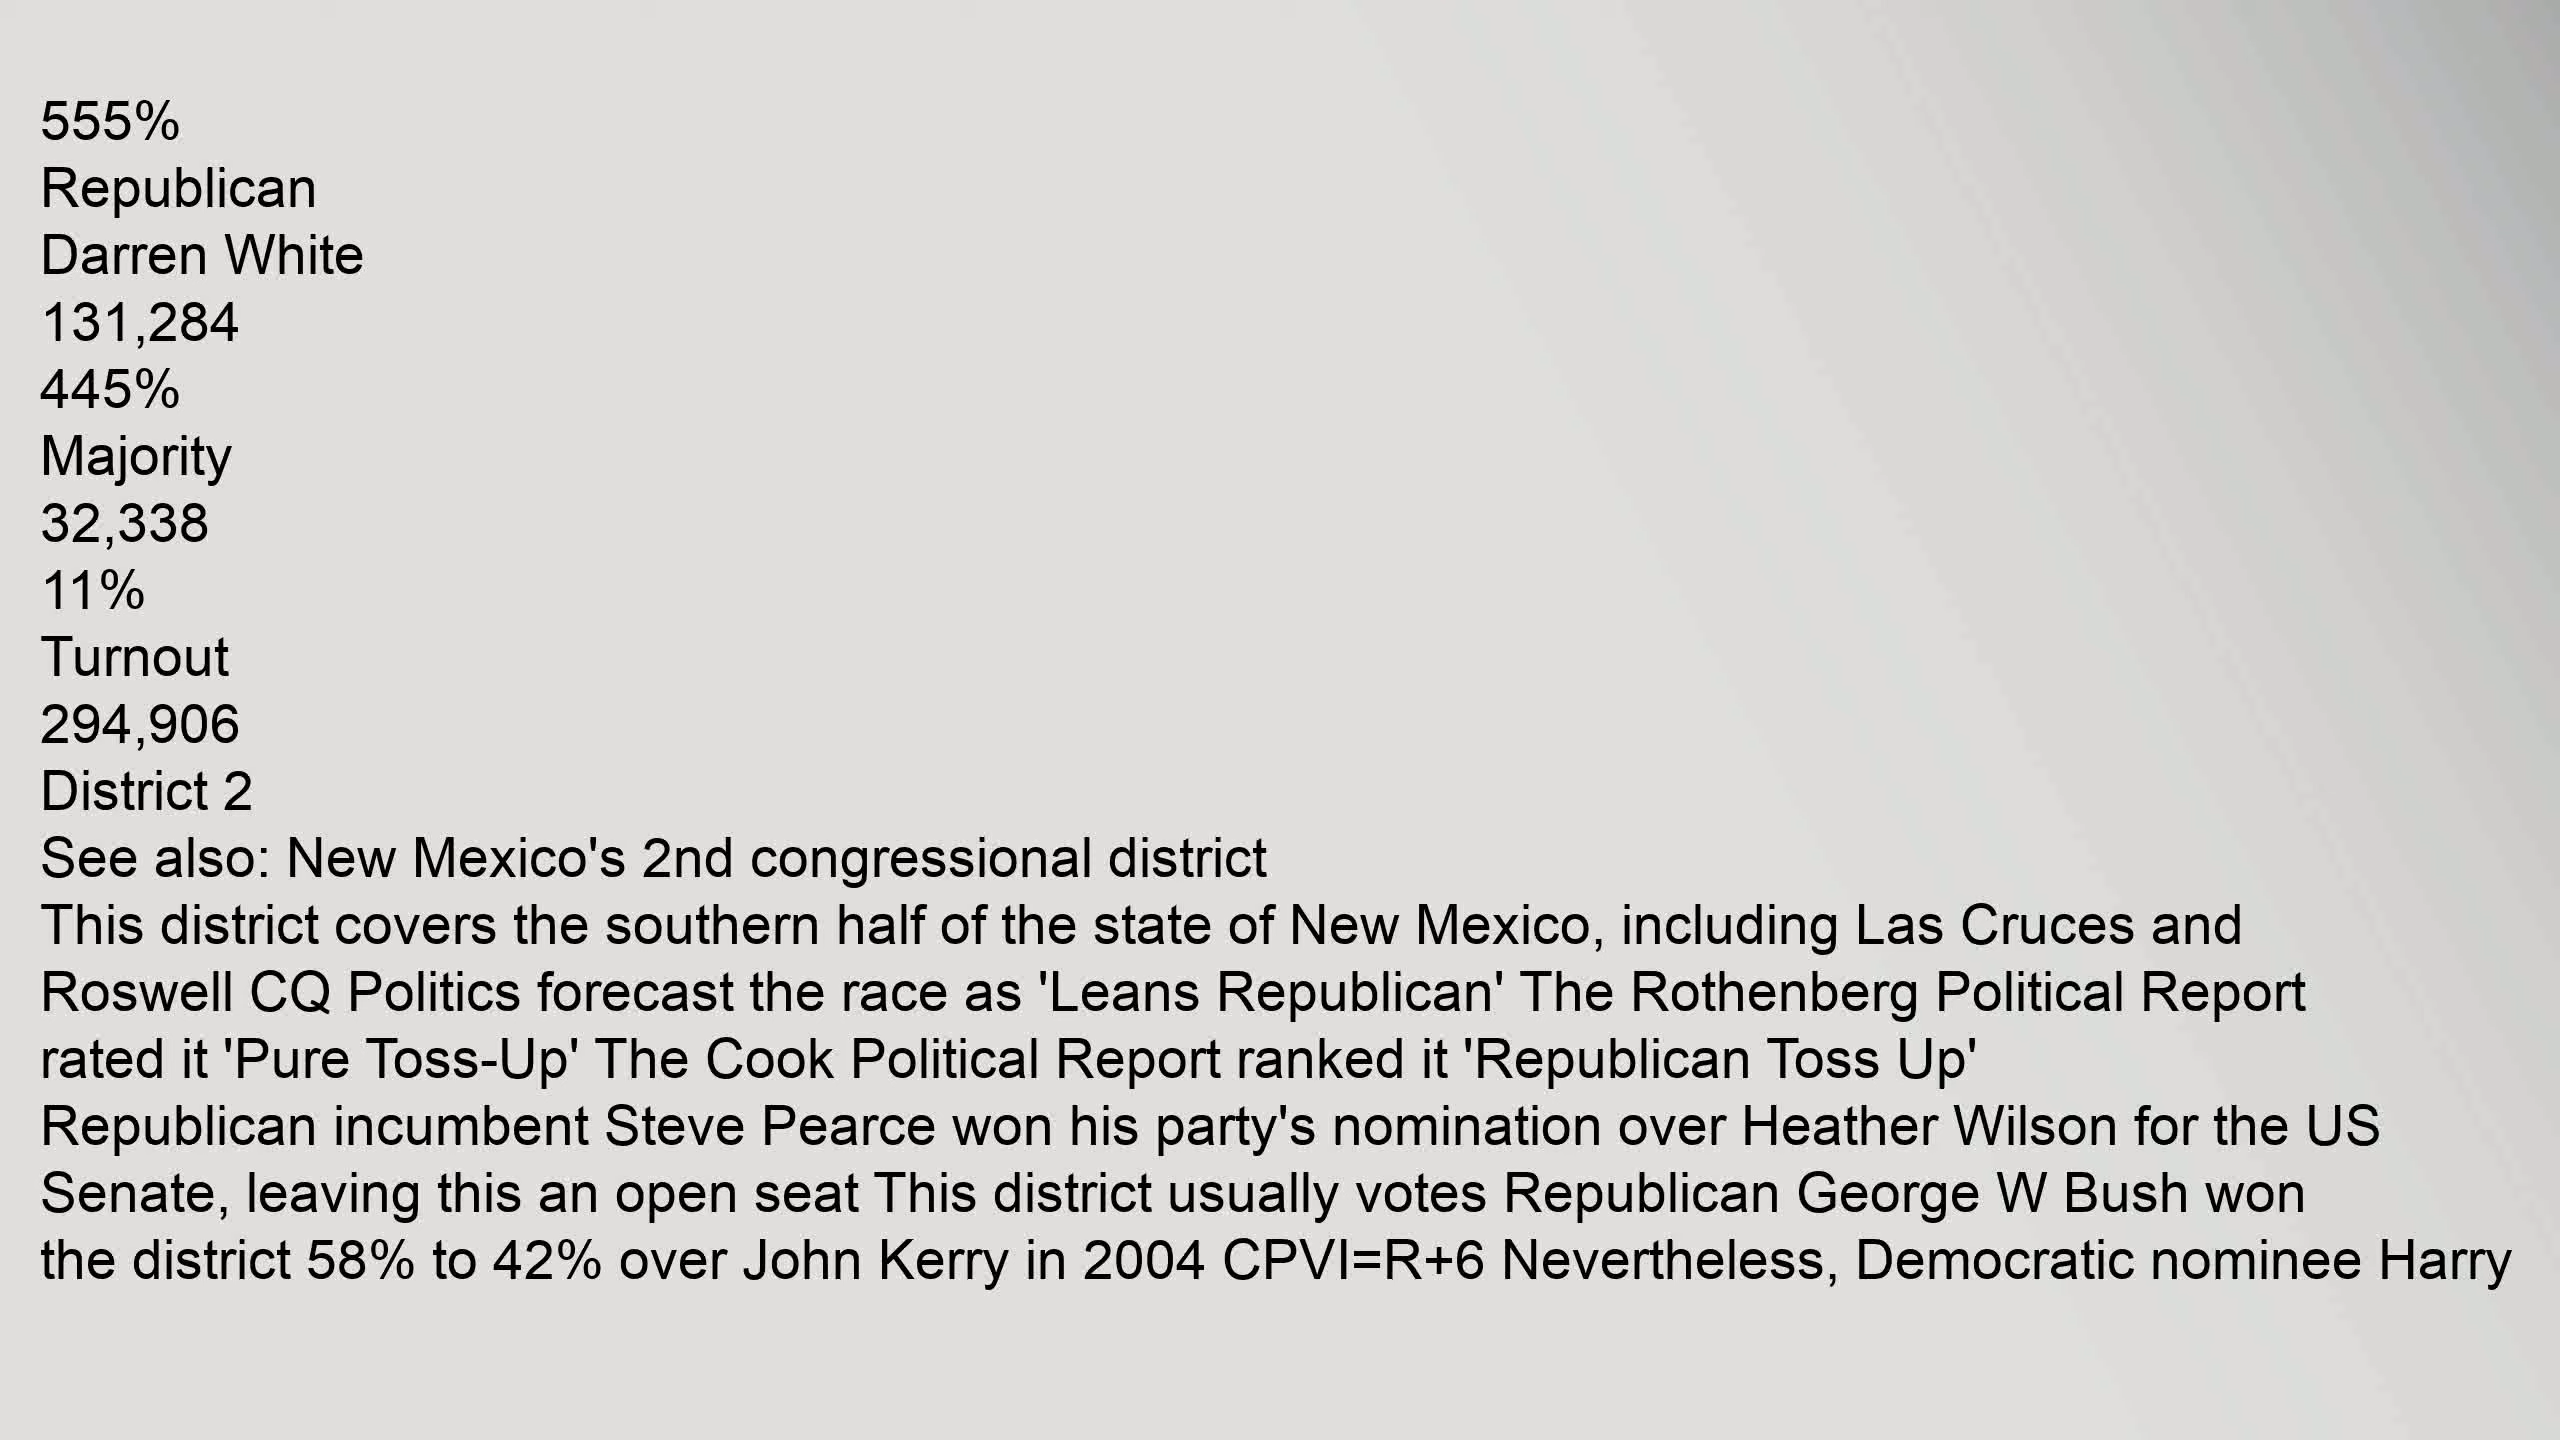 555%
Republican
Darren White
131,284
445%
Majority
32,338
11%
Turnout
294,906
District 2
See also: New Mexico's 2nd congressional district
This district covers the southern half of the state of New Mexico, including Las Cruces and
Roswell CQ Politics forecast the race as 'Leans Republican' The Rothenberg Political Report
rated it 'Pure Toss-Up' The Cook Political Report ranked it 'Republican Toss Up'
Republican incumbent Steve Pearce won his party's nomination over Heather Wilson for the US
Senate, leaving this an open seat This district usually votes Republican George W Bush won
the district 58% to 42% over John Kerry in 2004 CPVI=R+6 Nevertheless, Democratic nominee Harry